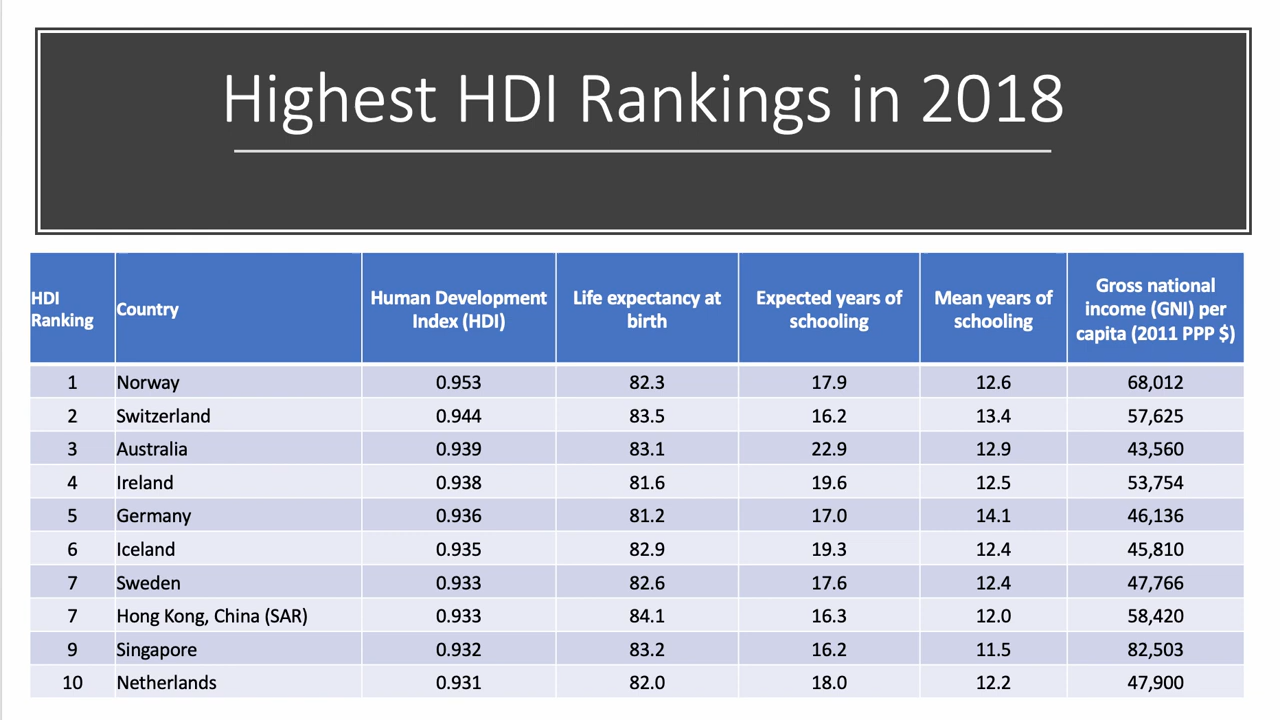 Highest HDI Rankings in 2018
HDI Ranking Country Human Development Index (HDI) Life expectancy at birth Expected years of schooling Mean years of schooling Gross national income (GNI) per capita (2011 PPP $)
1 Norway 0.953 82.3 17.9 12.6 68,012
2 Switzerland 0.944 83.5 16.2 13.4 57,625
3 Australia 0.939 83.1 22.9 12.9 43,560
4 Ireland 0.938 81.6 19.6 12.5 53,754
5 Germany 0.936 81.2 17.0 14.1 46,136
6 Iceland 0.935 82.9 19.3 12.4 45,810
7 Sweden 0.933 82.6 17.6 12.4 47,766
7 Hong Kong, China (SAR) 0.933 84.1 16.3 12.0 58,420
9 Singapore 0.932 83.2 16.2 11.5 82,503
10 Netherlands 0.931 82.0 18.0 12.2 47,900